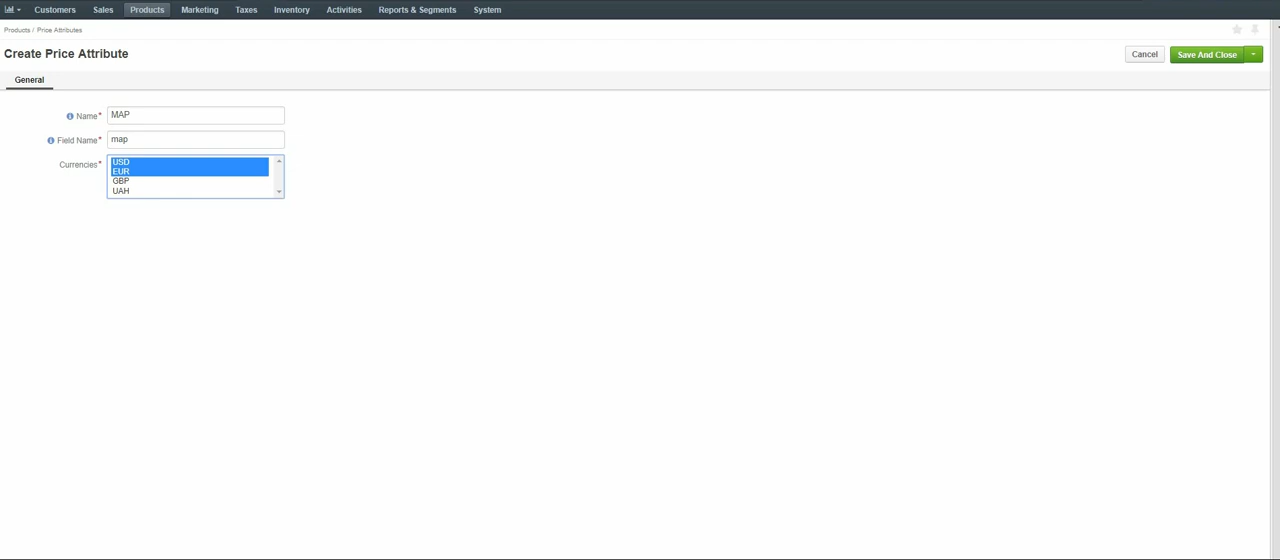 Customers Sales Products Marketing Taxes Inventory Activities Reports & Segments System
Products / Price Attributes
Create Price Attribute
Cancel Save And Close
General
Name* MAP
Field Name* map
Currencies* USD
EUR
GBP
UAH